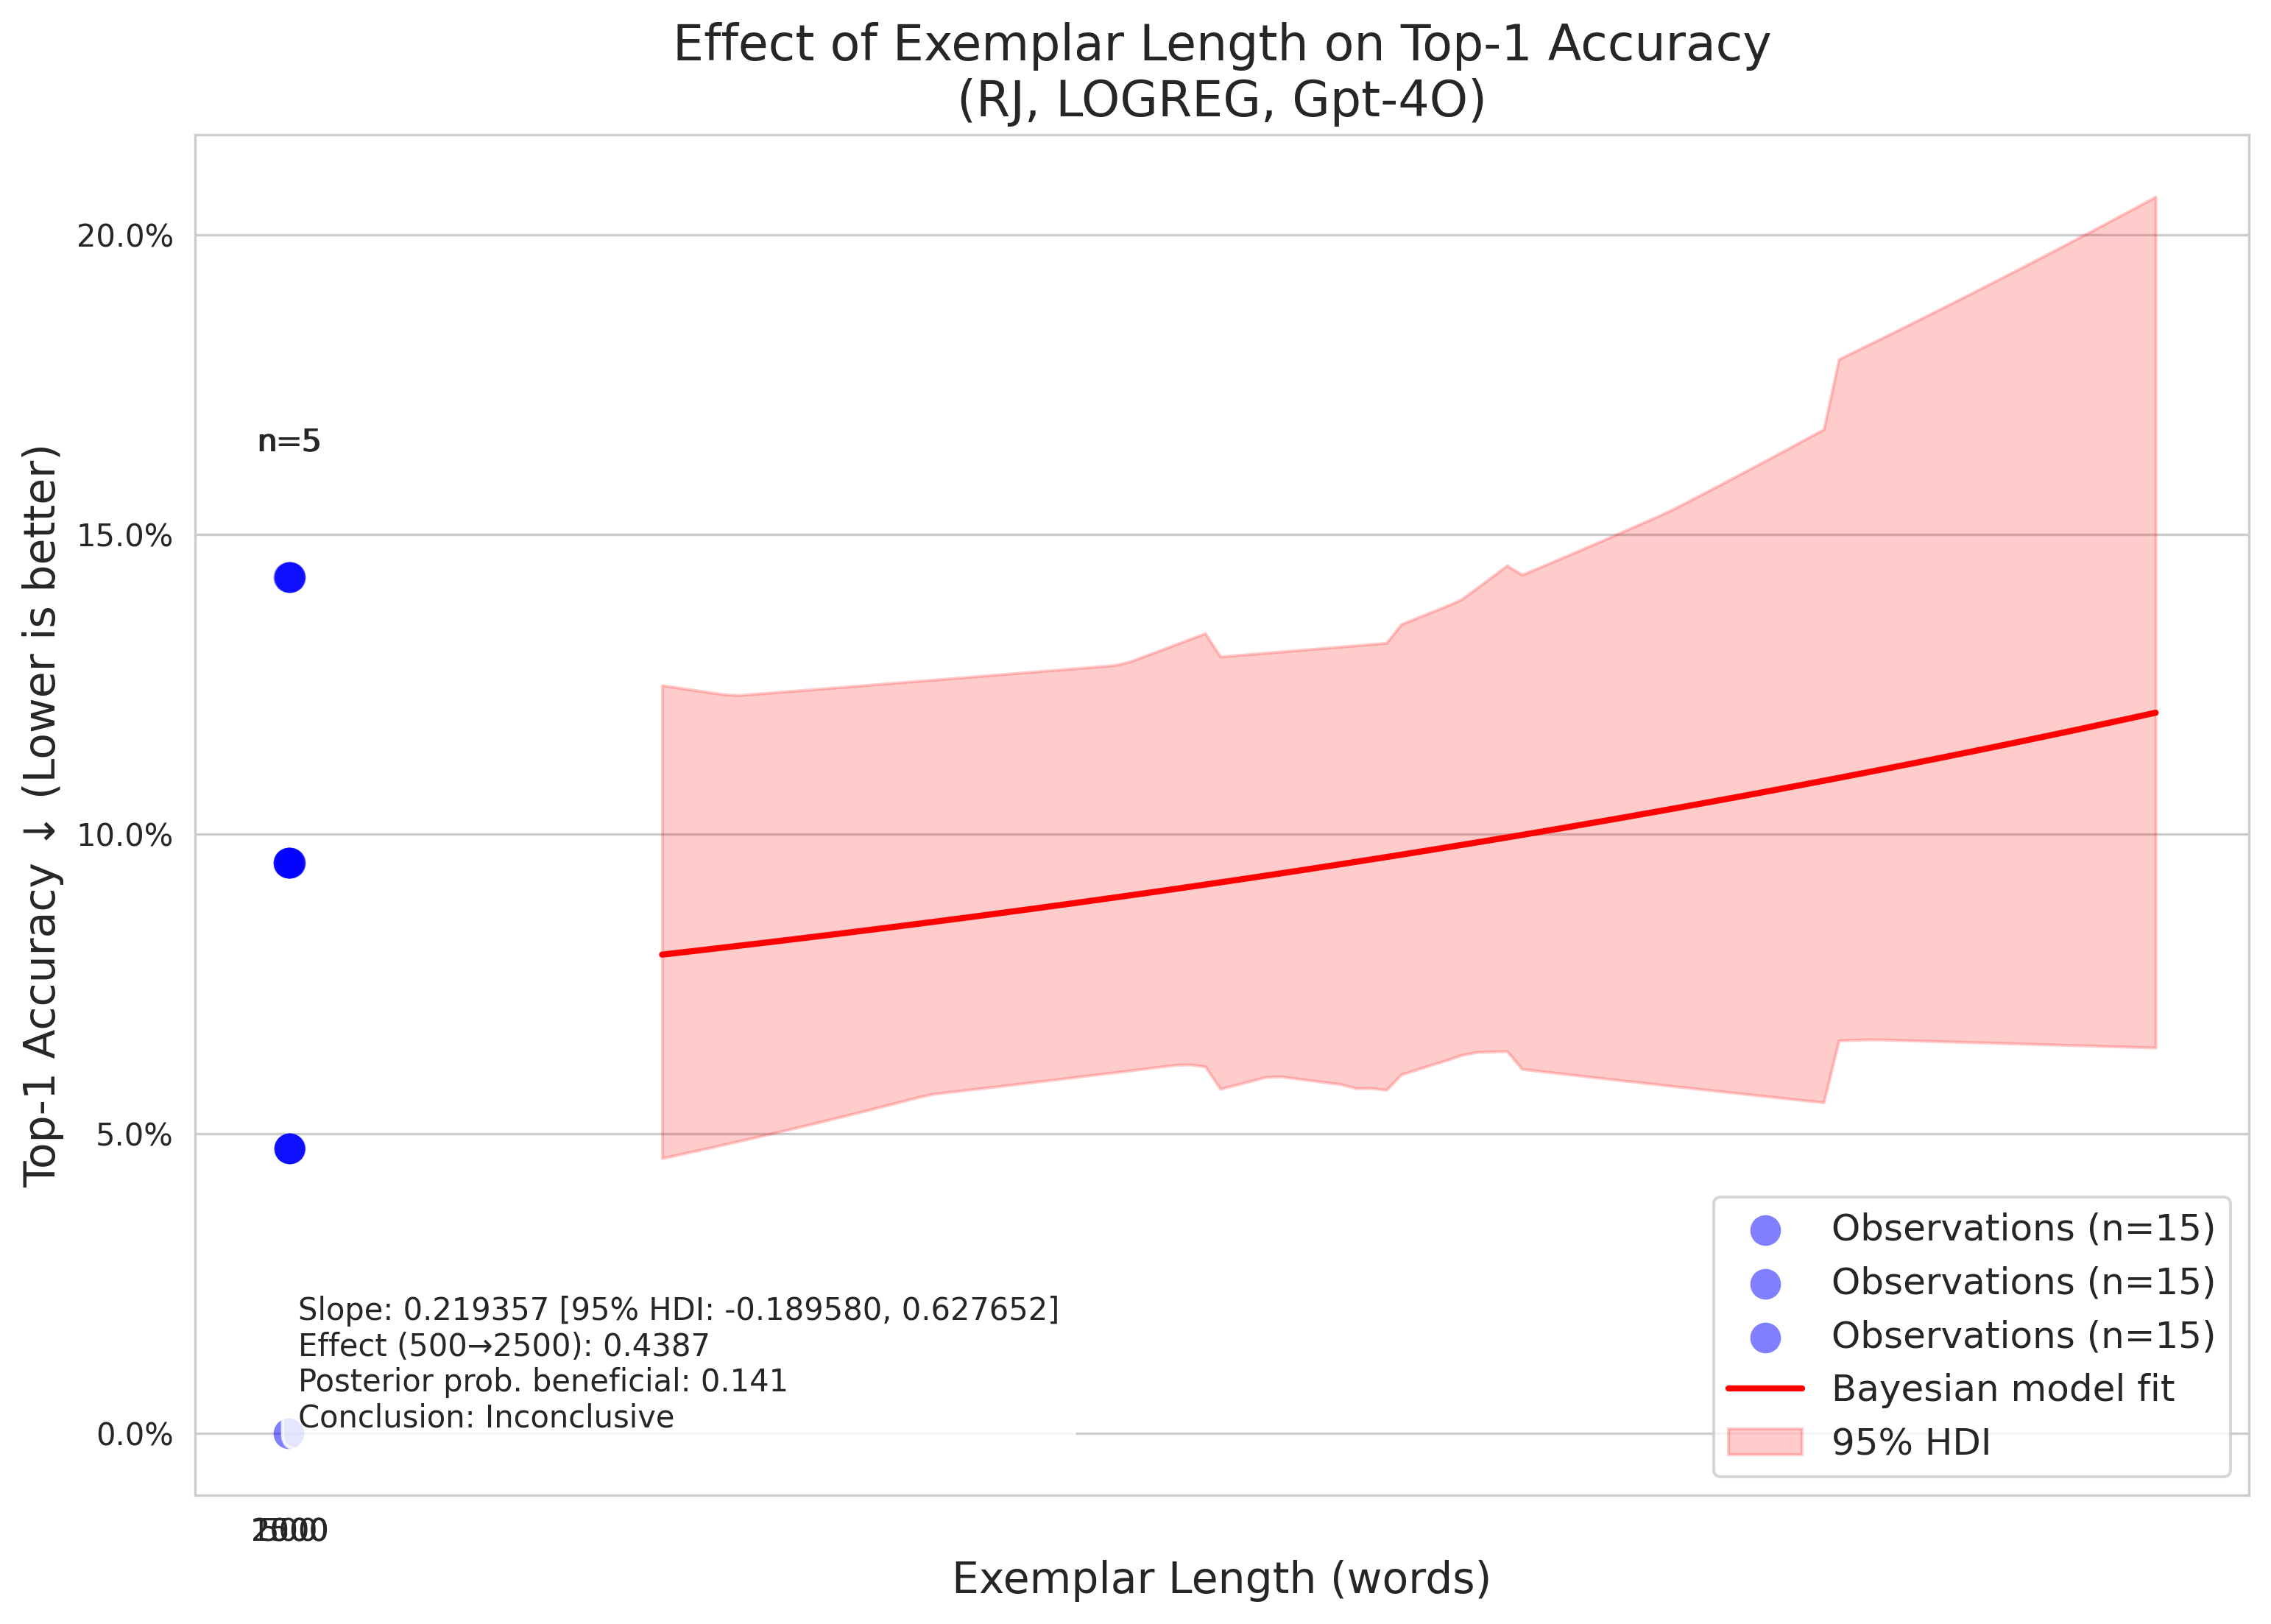 Effect of Exemplar Length on Top-1 Accuracy
(RJ, LOGREG, Gpt-4O)
Top-1 Accuracy ↓ (Lower is better)
20.0%
15.0%
10.0%
5.0%
0.0%
n=5
Slope: 0.219357 [95% HDI: -0.189580, 0.627652]
Effect (500→2500): 0.4387
Posterior prob. beneficial: 0.141
Conclusion: Inconclusive
Observations (n=15)
Observations (n=15)
Observations (n=15)
Bayesian model fit
95% HDI
Exemplar Length (words)